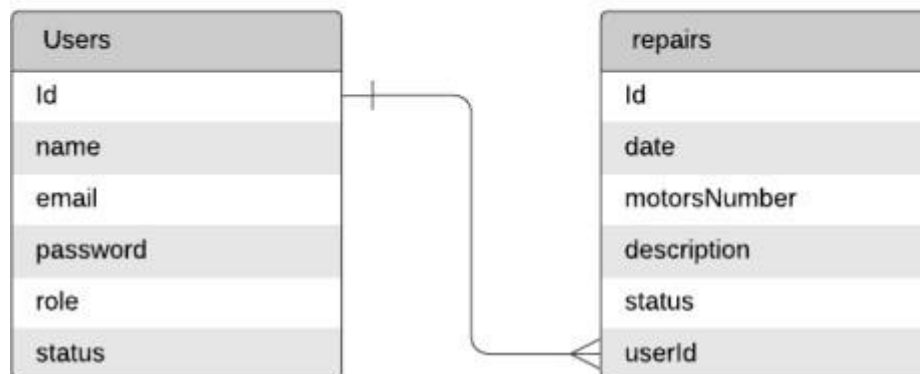 Users
Id
name
email
password
role
status
repairs
Id
date
motorsNumber
description
status
userId